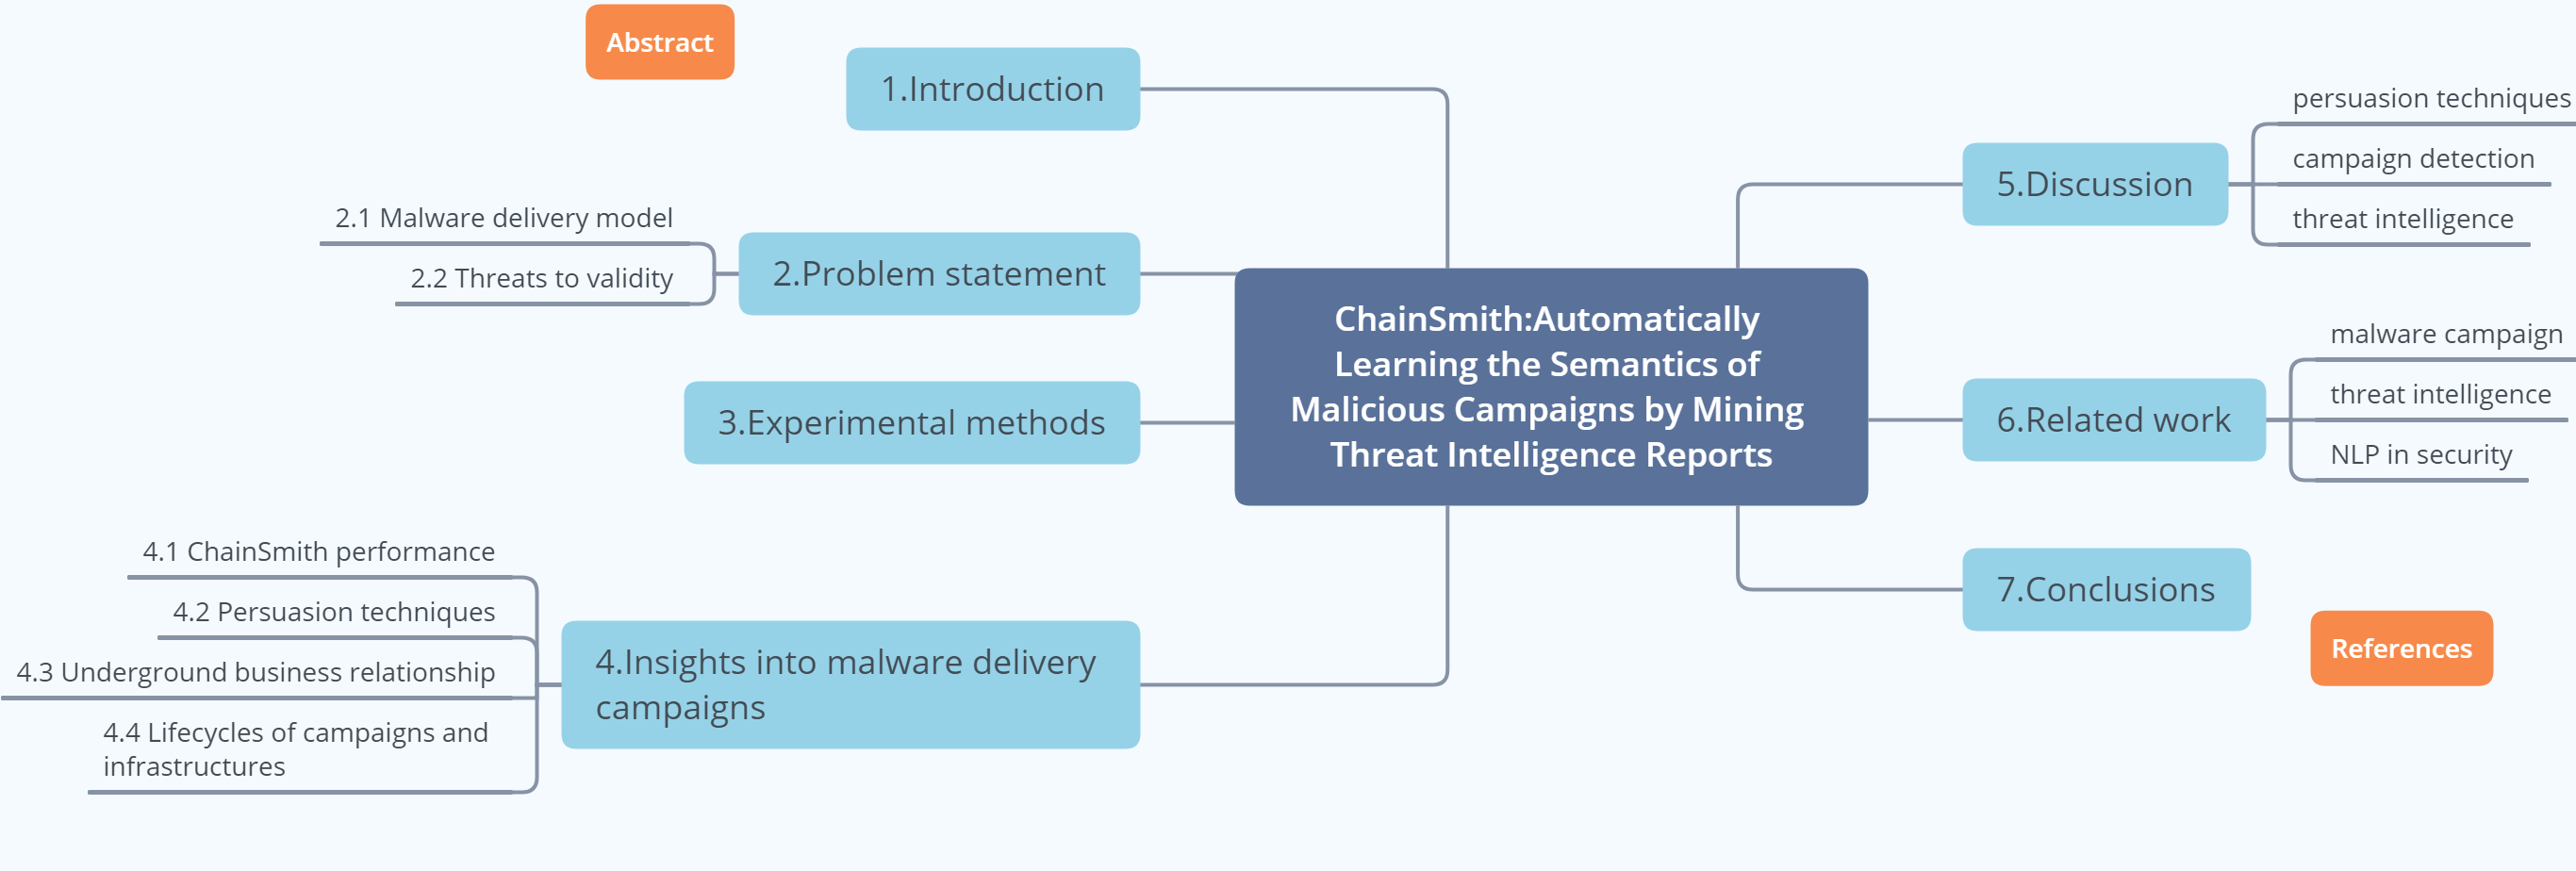 Abstract
1.Introduction
2.1 Malware delivery model
2.2 Threats to validity
2.Problem statement
3.Experimental methods
4.1 ChainSmith performance
4.2 Persuasion techniques
4.3 Underground business relationship
4.4 Lifecycles of campaigns and
infrastructures
4.Insights into malware delivery
campaigns
ChainSmith:Automatically
Learning the Semantics of
Malicious Campaigns by Mining
Threat Intelligence Reports
5.Discussion
persuasion techniques
campaign detection
threat intelligence
6.Related work
malware campaign
threat intelligence
NLP in security
7.Conclusions
References